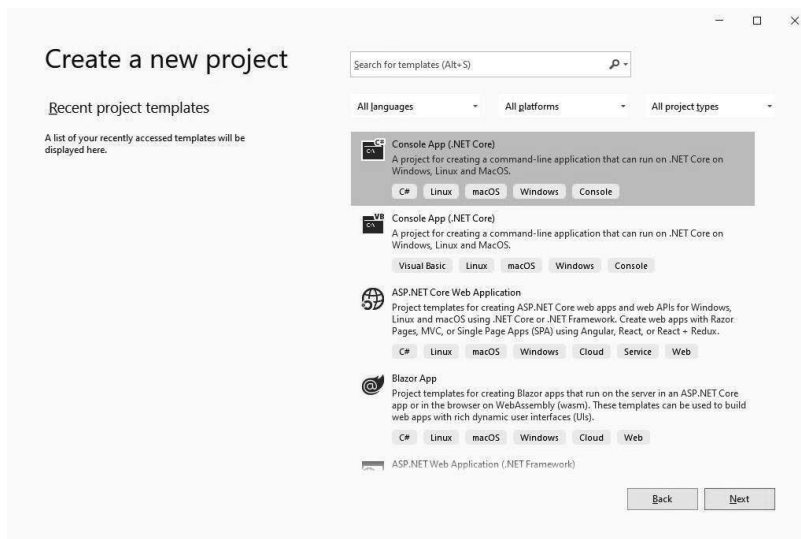 Create a new project
Search for templates (Alt+S)
Recent project templates
All languages
All platforms
All project types
A list of your recently accessed templates will be
displayed here.
C#
C:\
Console App (.NET Core)
A project for creating a command-line application that can run on .NET Core on
Windows, Linux and MacOS.
C# Linux macOS Windows Console
VB
C:\
Console App (.NET Core)
A project for creating a command-line application that can run on .NET Core on
Windows, Linux and MacOS.
Visual Basic Linux macOS Windows Console
ASP.NET Core Web Application
Project templates for creating ASP.NET Core web apps and web APIs for Windows,
Linux and macOS using .NET Core or .NET Framework. Create web apps with Razor
Pages, MVC, or Single Page Apps (SPA) using Angular, React, or React + Redux.
C# Linux macOS Windows Cloud Service Web
Blazor App
Project templates for creating Blazor apps that run on the server in an ASP.NET Core
app or in the browser on WebAssembly (wasm). These templates can be used to build
web apps with rich dynamic user interfaces (UIs).
C# Linux macOS Windows Cloud Web
ASP.NET Web Application (.NET Framework)
Back
Next